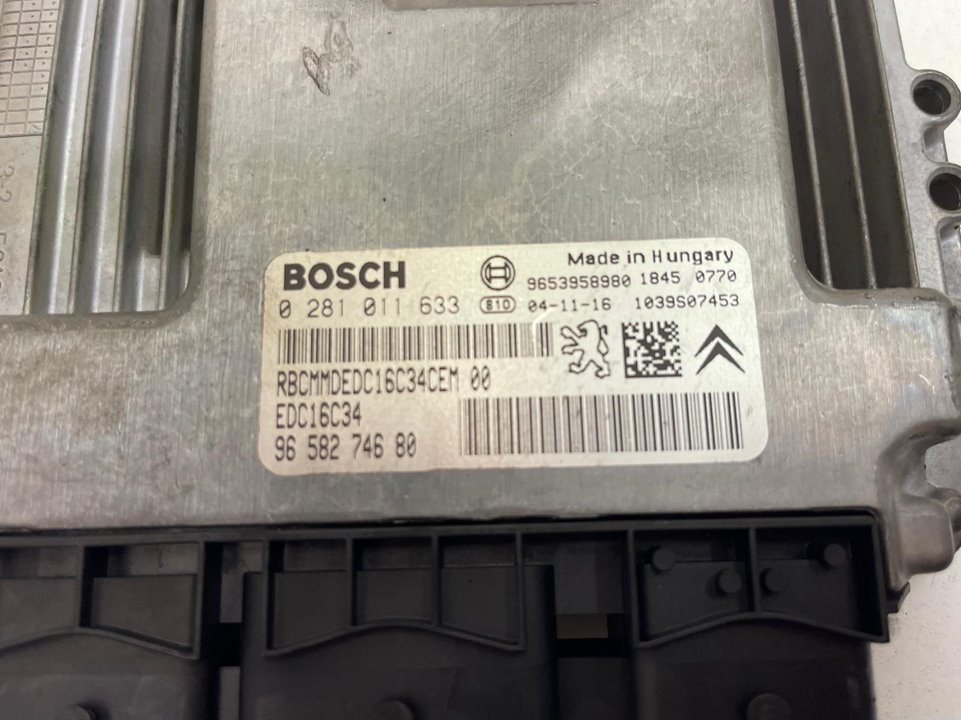 BOSCH
Made in Hungary
9653958980 1845 0770
0 281 011 633 810 04-11-16 1039S07453
RBCMMDEDC16C34CEM 00
EDC16C34
96 582 746 80